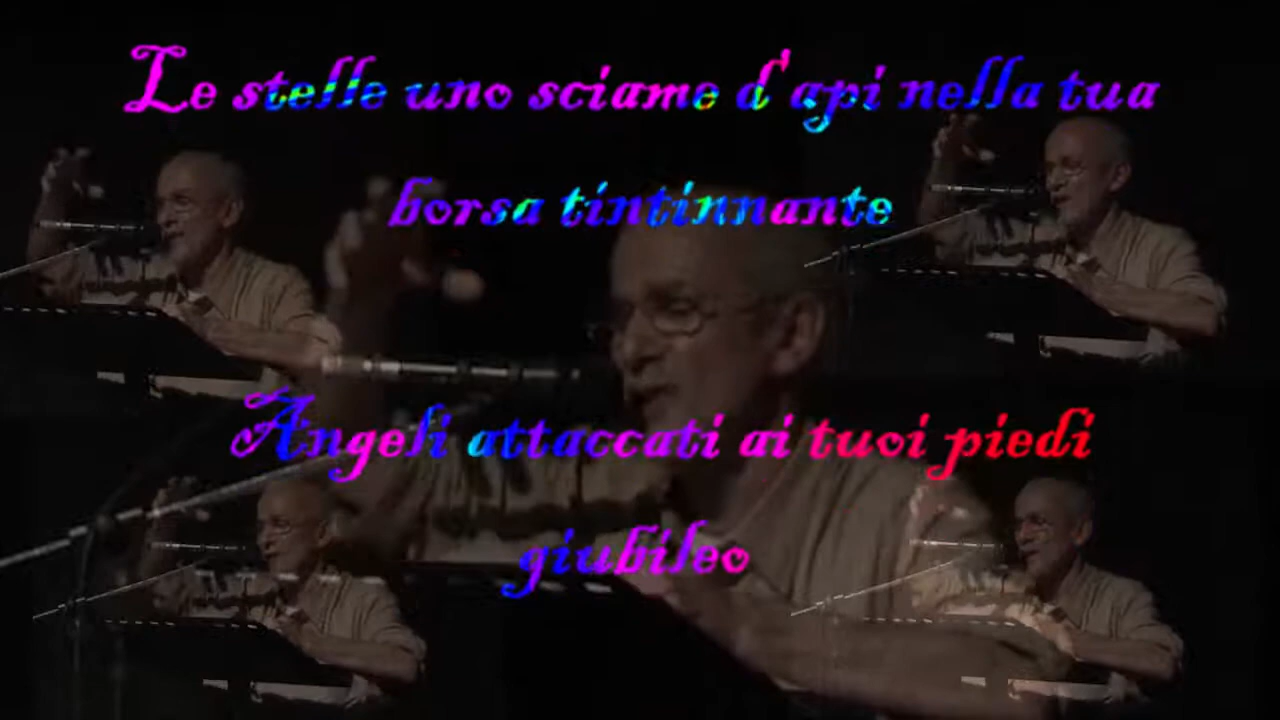 Le stelle uno sciame d'api nella tua
borsa tintinnante
Angeli attaccati ai tuoi piedi
giubileo